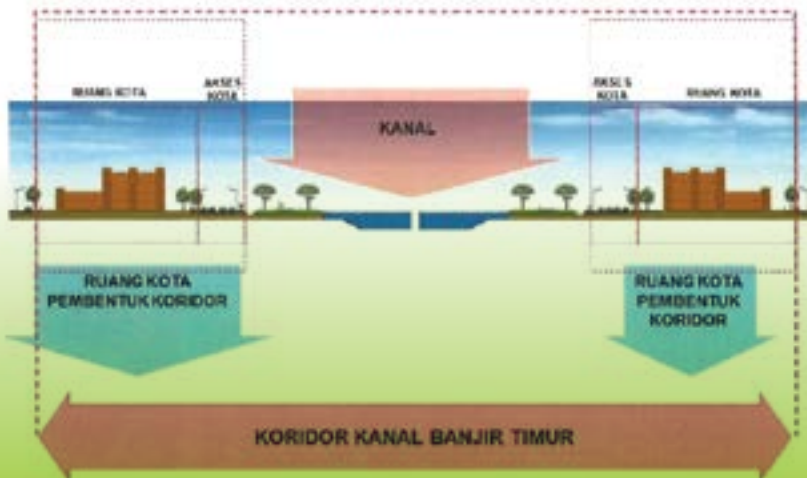 RUANG KOTA
AKSES
KOTA
KANAL
AKSES
KOTA
RUANG KOTA
RUANG KOTA
PEMBENTUK KORIDOR
RUANG KOTA
PEMBENTUK
KORIDOR
KORIDOR KANAL BANJIR TIMUR